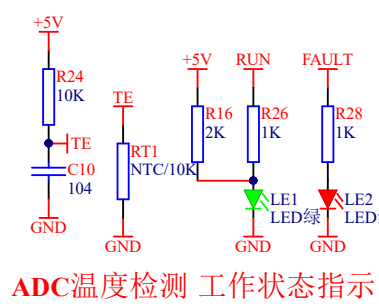 +5V
R24
10K
TE
C10
104
GND
TE
RT1
NTC/10K
GND
+5V
R16
2K
RUN
R26
1K
LE1
LED绿
GND
FAULT
R28
1K
LE2
LED
GND
ADC温度检测 工作状态指示